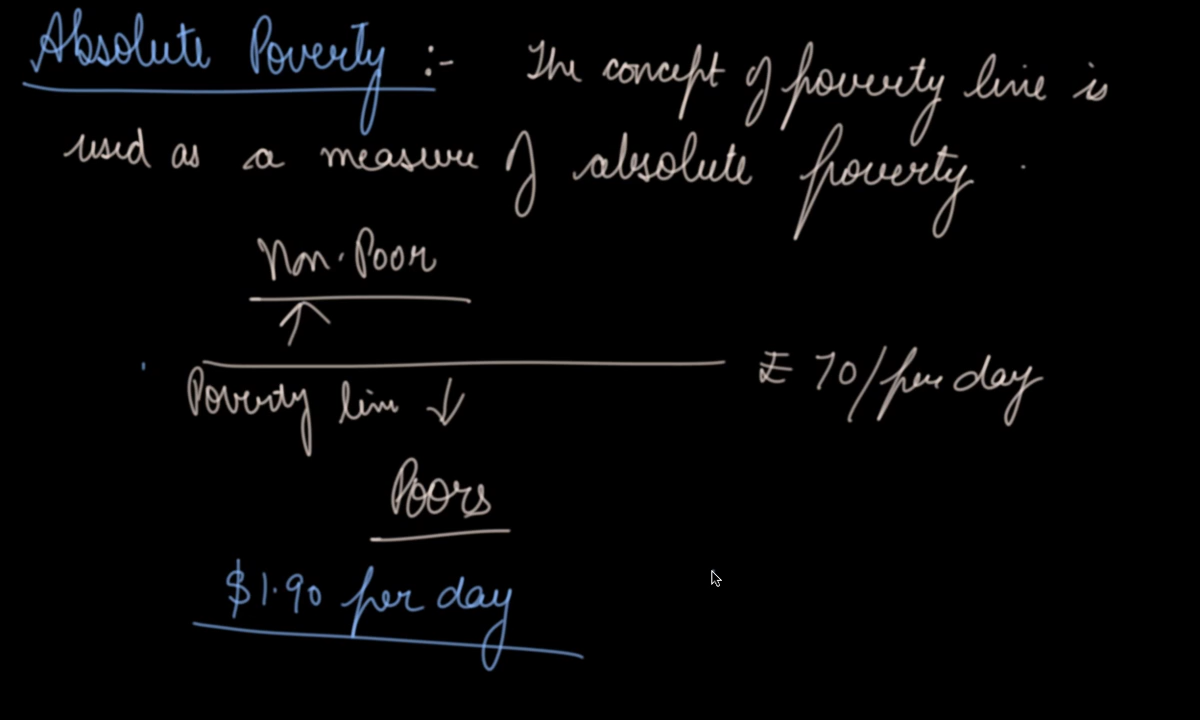 Absolute Poverty :- The concept of poverty line is
used as a measure of absolute poverty .
Non-Poor
↑
₹ 70/per day
Poverty line ↓
Poors
$1.90 per day